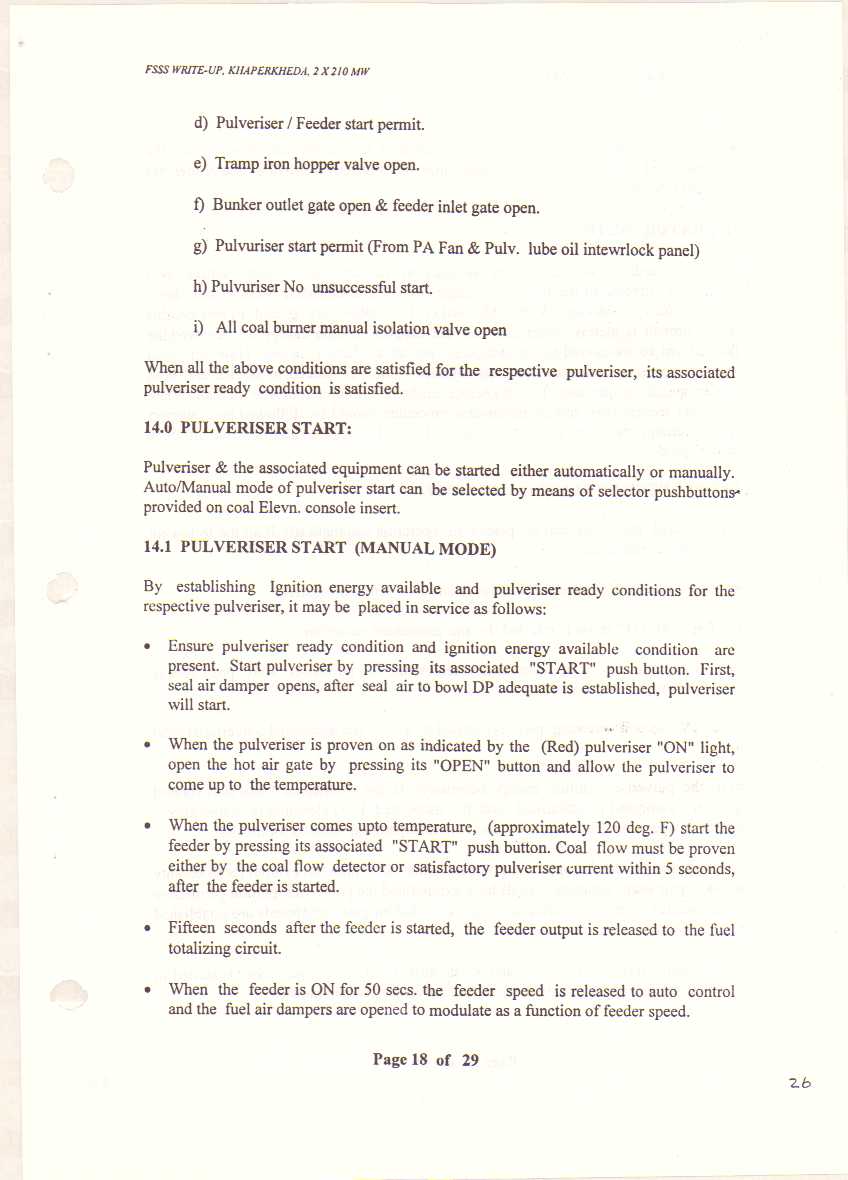 FSSS WRITE-UP, KHAPERKHEDA, 2 X 210 MW
d) Pulveriser / Feeder start permit.
e) Tramp iron hopper valve open.
f) Bunker outlet gate open & feeder inlet gate open.
g) Pulvuriser start permit (From PA Fan & Pulv. lube oil intewrlock panel)
h) Pulvuriser No unsuccessful start.
i) All coal burner manual isolation valve open
When all the above conditions are satisfied for the respective pulveriser, its associated
pulveriser ready condition is satisfied.
14.0 PULVERISER START:
Pulveriser & the associated equipment can be started either automatically or manually.
Auto/Manual mode of pulveriser start can be selected by means of selector pushbuttons
provided on coal Elevn. console insert.
14.1 PULVERISER START (MANUAL MODE)
By establishing Ignition energy available and pulveriser ready conditions for the
respective pulveriser, it may be placed in service as follows:
• Ensure pulveriser ready condition and ignition energy available condition are
present. Start pulveriser by pressing its associated "START" push button. First,
seal air damper opens, after seal air to bowl DP adequate is established, pulveriser
will start.
• When the pulveriser is proven on as indicated by the (Red) pulveriser "ON" light,
open the hot air gate by pressing its "OPEN" button and allow the pulveriser to
come up to the temperature.
• When the pulveriser comes upto temperature, (approximately 120 deg. F) start the
feeder by pressing its associated "START" push button. Coal flow must be proven
either by the coal flow detector or satisfactory pulveriser current within 5 seconds,
after the feeder is started.
• Fifteen seconds after the feeder is started, the feeder output is released to the fuel
totalizing circuit.
• When the feeder is ON for 50 secs. the feeder speed is released to auto control
and the fuel air dampers are opened to modulate as a function of feeder speed.
Page 18 of 29
26